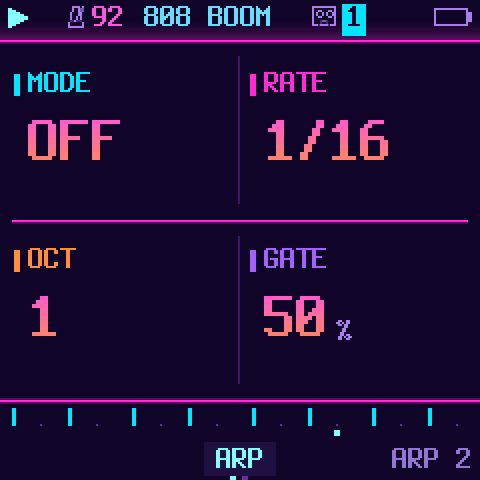 92 808 BOOM 1
MODE RATE
OFF 1/16
OCT GATE
1 50 %
ARP ARP 2